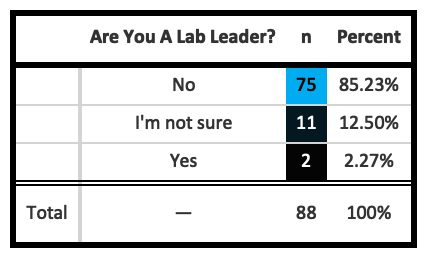 Are You A Lab Leader? n Percent
No 75 85.23%
I'm not sure 11 12.50%
Yes 2 2.27%
Total — 88 100%